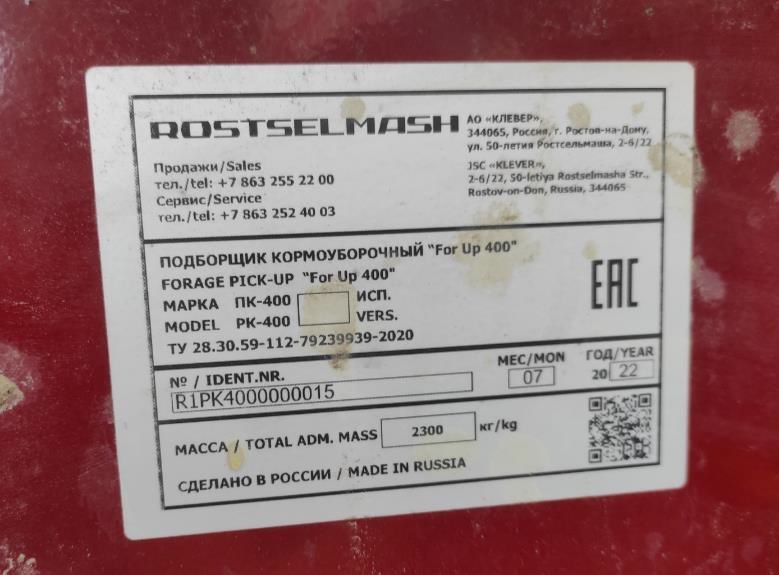 ROSTSELMASH
АО «КЛЕВЕР»,
344065, Россия, г. Ростов-на-Дону,
ул. 50-летия Ростсельмаша, 2-6/22
JSC «KLEVER»,
2-6/22, 50-letiya Rostselmasha Str.,
Rostov-on-Don, Russia, 344065
Продажи/Sales
тел./tel: +7 863 255 22 00
Сервис/Service
тел./tel: +7 863 252 40 03
ПОДБОРЩИК КОРМОУБОРОЧНЫЙ "For Up 400"
FORAGE PICK-UP "For Up 400"
МАРКА ПК-400 ИСП.
MODEL PK-400 VERS.
ТУ 28.30.59-112-79239939-2020
EAC
№ / IDENT.NR.
R1PK4000000015
МЕС/MON
07
ГОД/YEAR
20 22
МАССА / TOTAL ADM. MASS 2300 кг/kg
СДЕЛАНО В РОССИИ / MADE IN RUSSIA